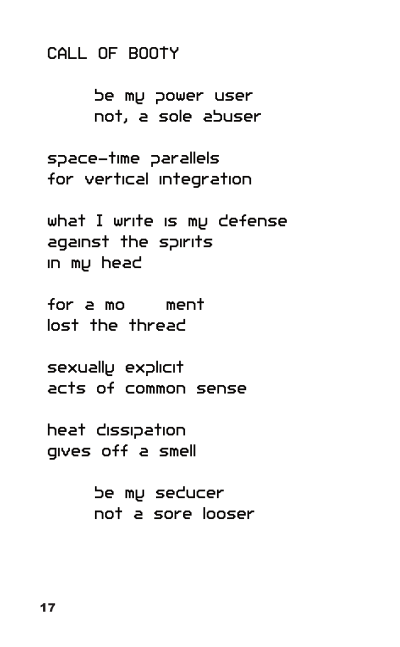 CALL OF BOOTY
be my power user
not, a sole abuser
space-time parallels
for vertical integration
what I write is my defense
against the spirits
in my head
for a mo    ment
lost the thread
sexually explicit
acts of common sense
heat dissipation
gives off a smell
be my seducer
not a sore looser
17